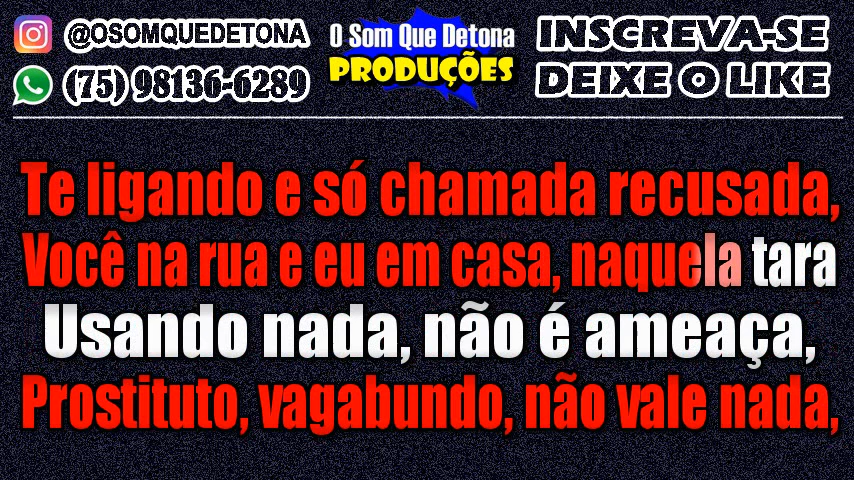 @OSOMQUEDETONA
(75) 98136-6289
O Som Que Detona
PRODUÇÕES
INSCREVA-SE
DEIXE O LIKE
Te ligando e só chamada recusada,
Você na rua e eu em casa, naquela tara
Usando nada, não é ameaça,
Prostituto, vagabundo, não vale nada,